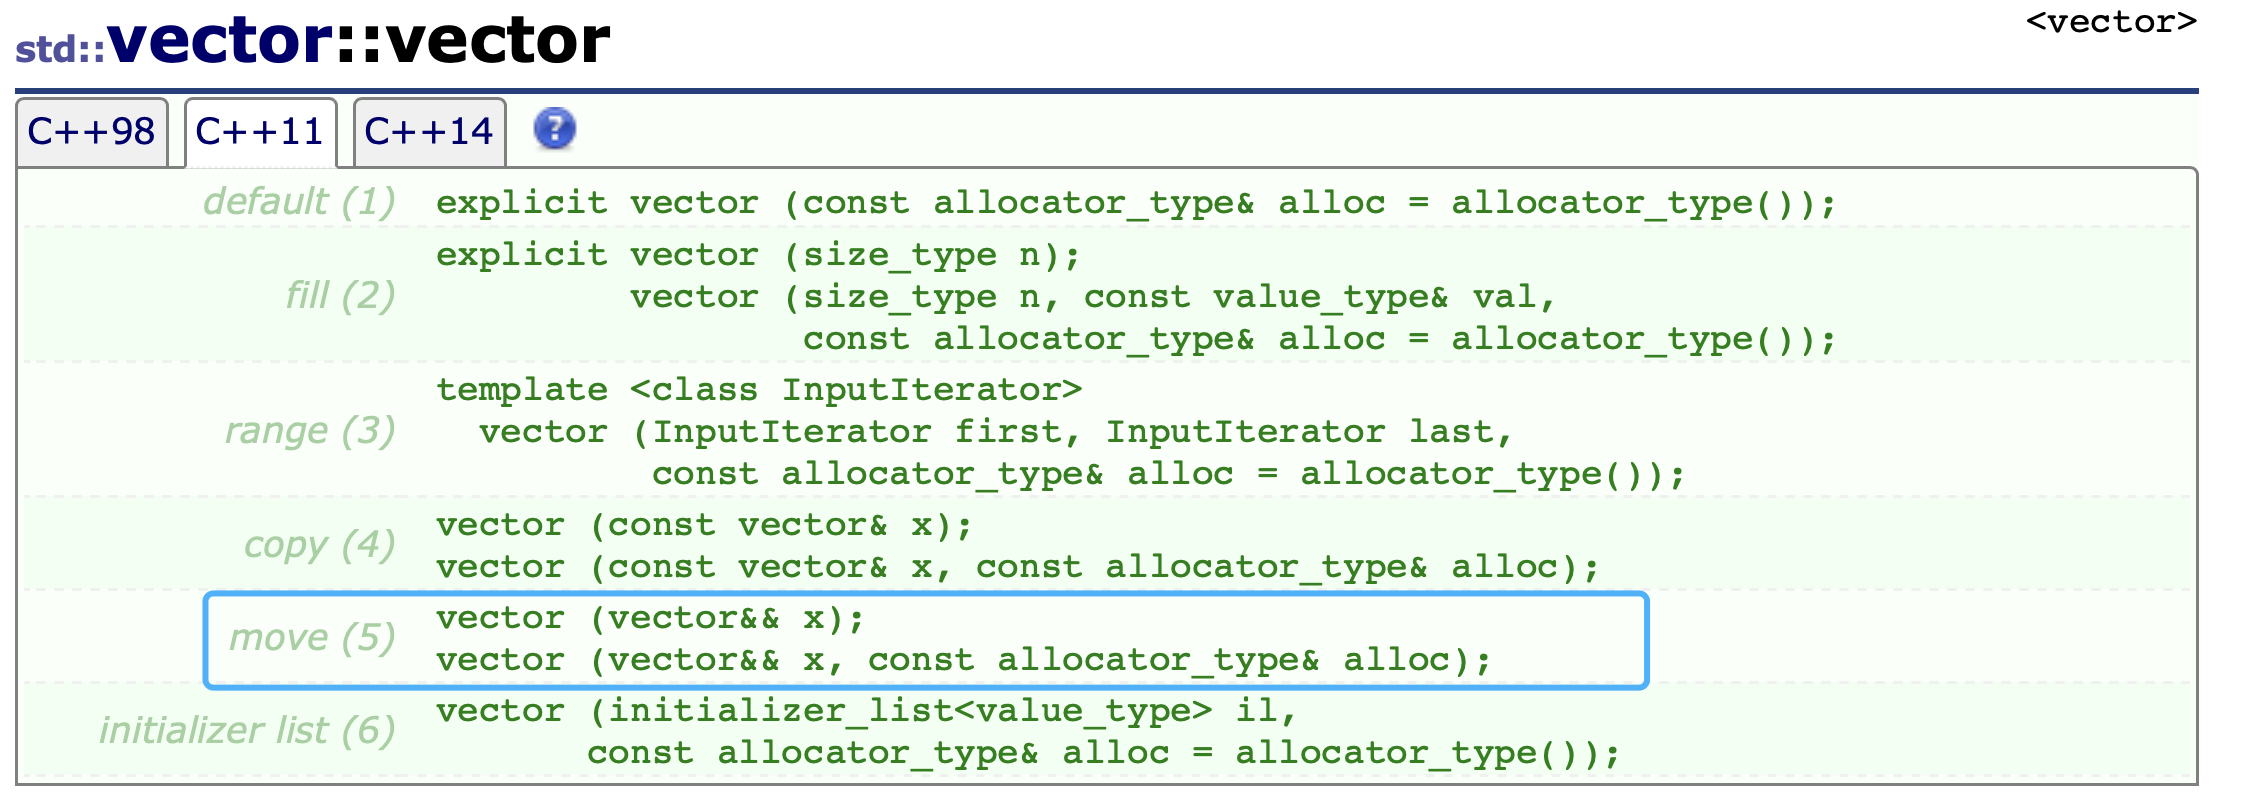 std::vector::vector
<vector>
C++98 C++11 C++14 ?
default (1) explicit vector (const allocator_type& alloc = allocator_type());
fill (2)
explicit vector (size_type n);
vector (size_type n, const value_type& val,
const allocator_type& alloc = allocator_type());
range (3)
template <class InputIterator>
vector (InputIterator first, InputIterator last,
const allocator_type& alloc = allocator_type());
copy (4)
vector (const vector& x);
vector (const vector& x, const allocator_type& alloc);
move (5)
vector (vector&& x);
vector (vector&& x, const allocator_type& alloc);
initializer list (6)
vector (initializer_list<value_type> il,
const allocator_type& alloc = allocator_type());